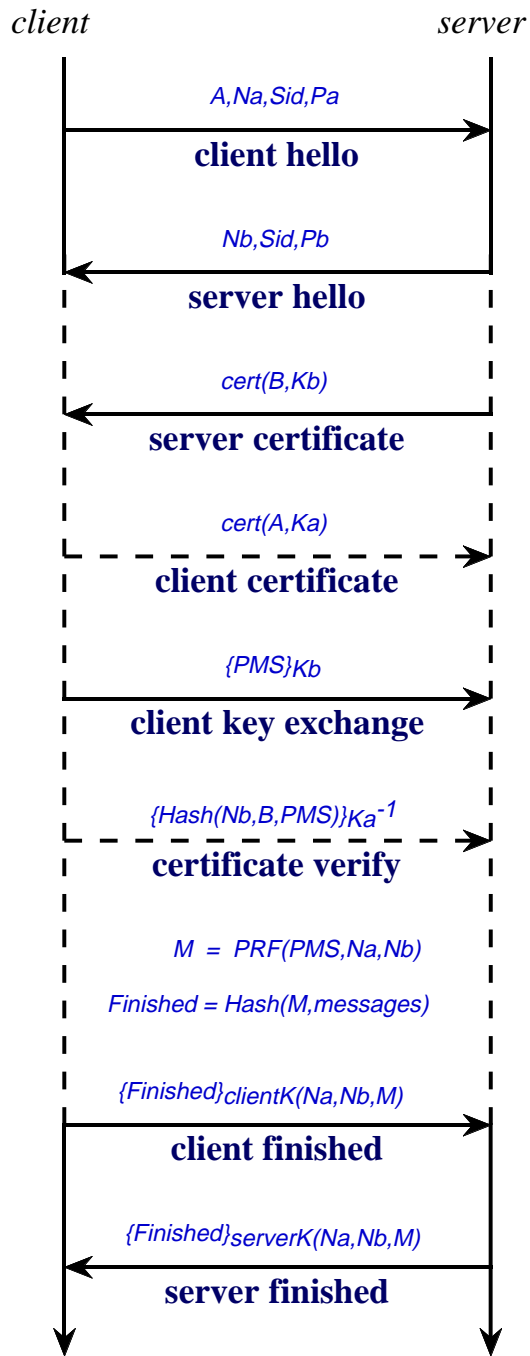 client server
A,Na,Sid,Pa
client hello
Nb,Sid,Pb
server hello
cert(B,Kb)
server certificate
cert(A,Ka)
client certificate
{PMS}Kb
client key exchange
{Hash(Nb,B,PMS)}Ka-1
certificate verify
M = PRF(PMS,Na,Nb)
Finished = Hash(M,messages)
{Finished}clientK(Na,Nb,M)
client finished
{Finished}serverK(Na,Nb,M)
server finished